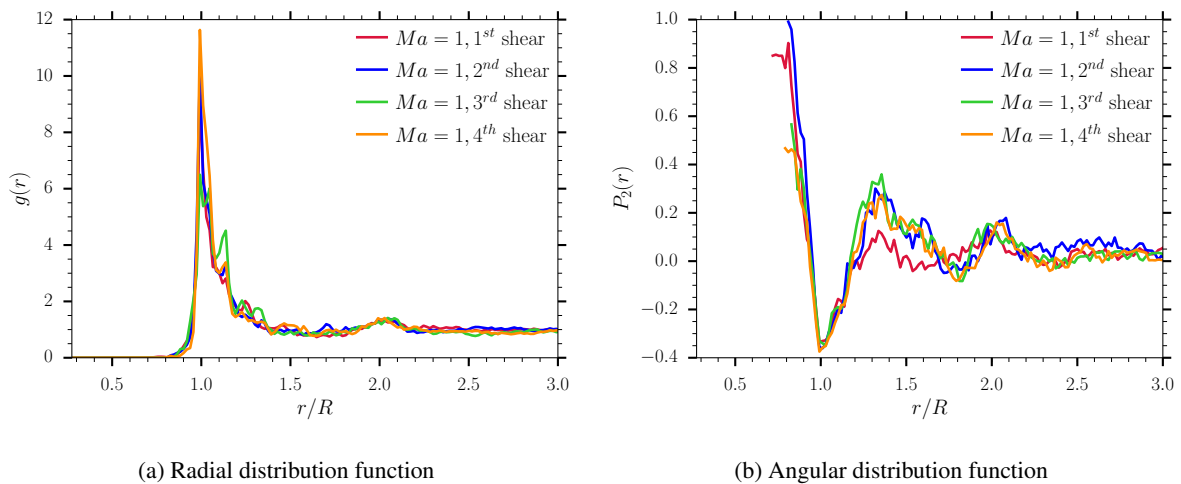 12
10
8
6
4
2
0
g(r)
0.5 1.0 1.5 2.0 2.5 3.0
r/R
Ma = 1, 1st shear
Ma = 1, 2nd shear
Ma = 1, 3rd shear
Ma = 1, 4th shear
(a) Radial distribution function
1.0
0.8
0.6
0.4
0.2
0.0
−0.2
−0.4
P2(r)
0.5 1.0 1.5 2.0 2.5 3.0
r/R
Ma = 1, 1st shear
Ma = 1, 2nd shear
Ma = 1, 3rd shear
Ma = 1, 4th shear
(b) Angular distribution function